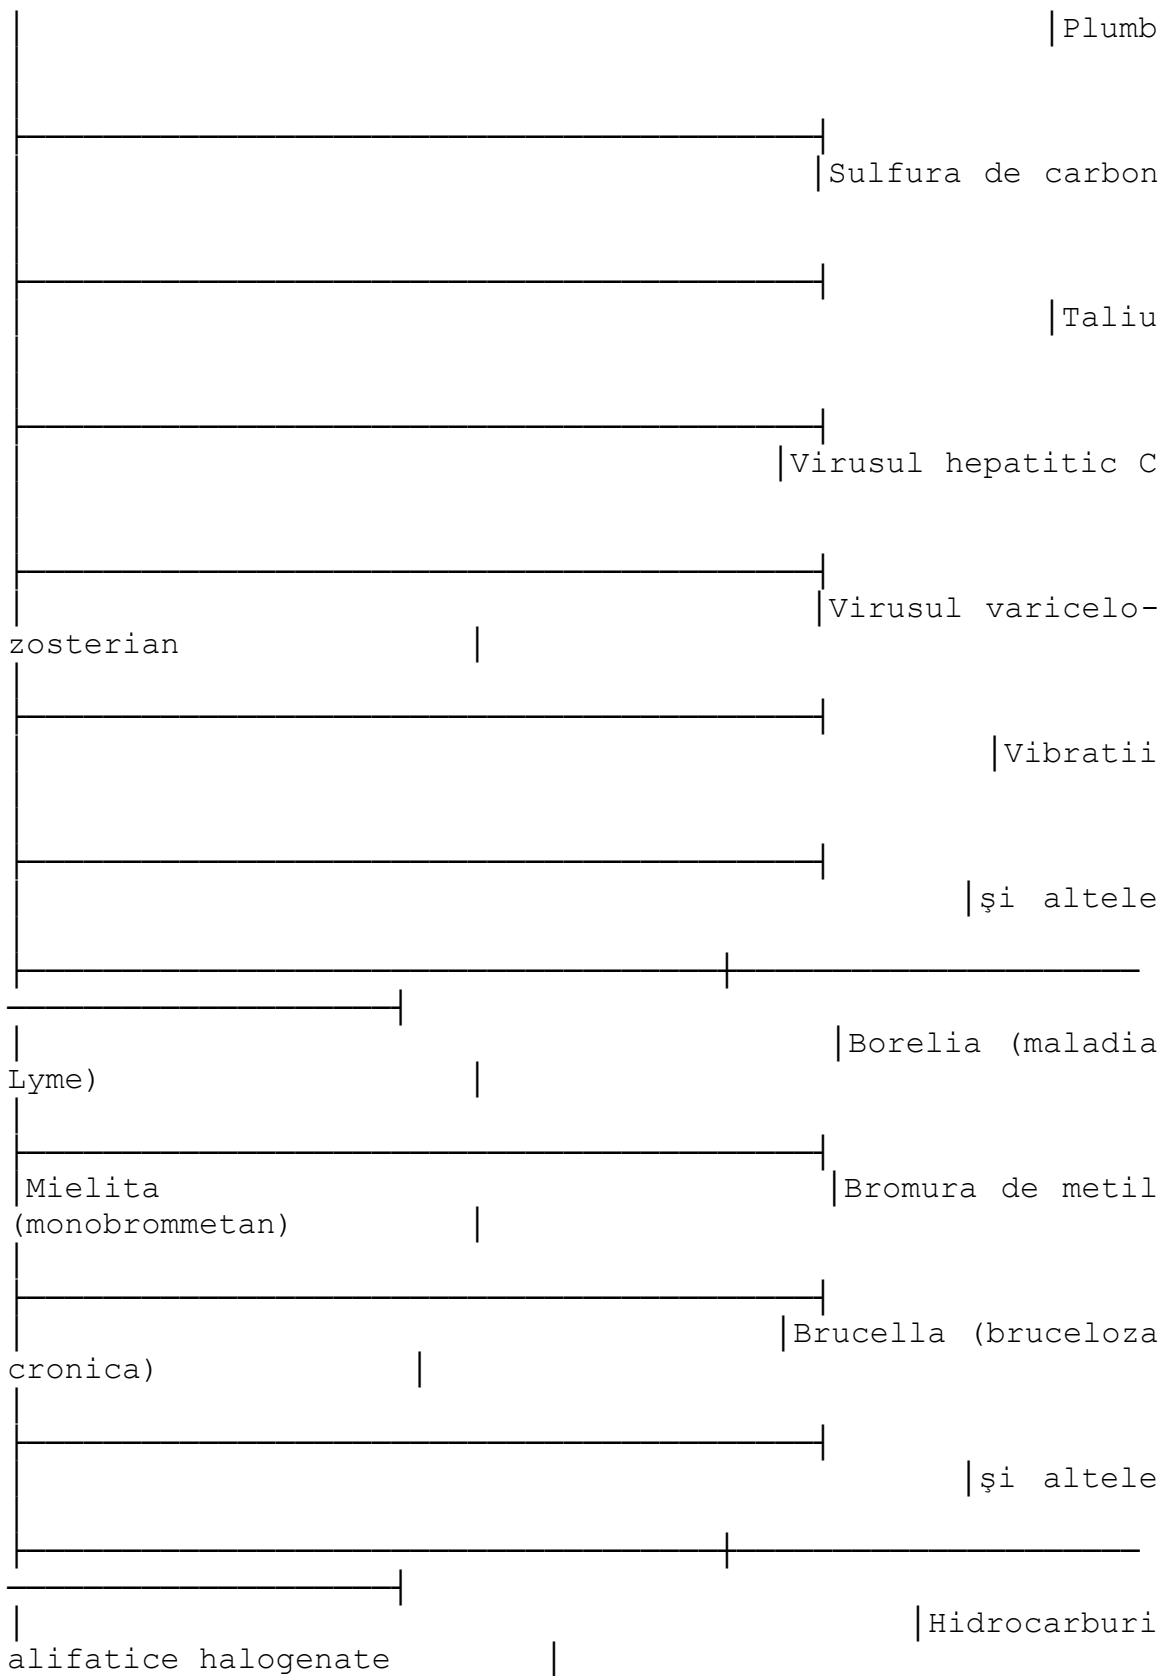 Plumb
Sulfura de carbon
Taliu
Virusul hepatitic C
Virusul varicelo-
zosterian
Vibratii
şi altele
Borelia (maladia
Lyme)
Mielita Bromura de metil
(monobrommetan)
Brucella (bruceloza
cronica)
şi altele
Hidrocarburi
alifatice halogenate